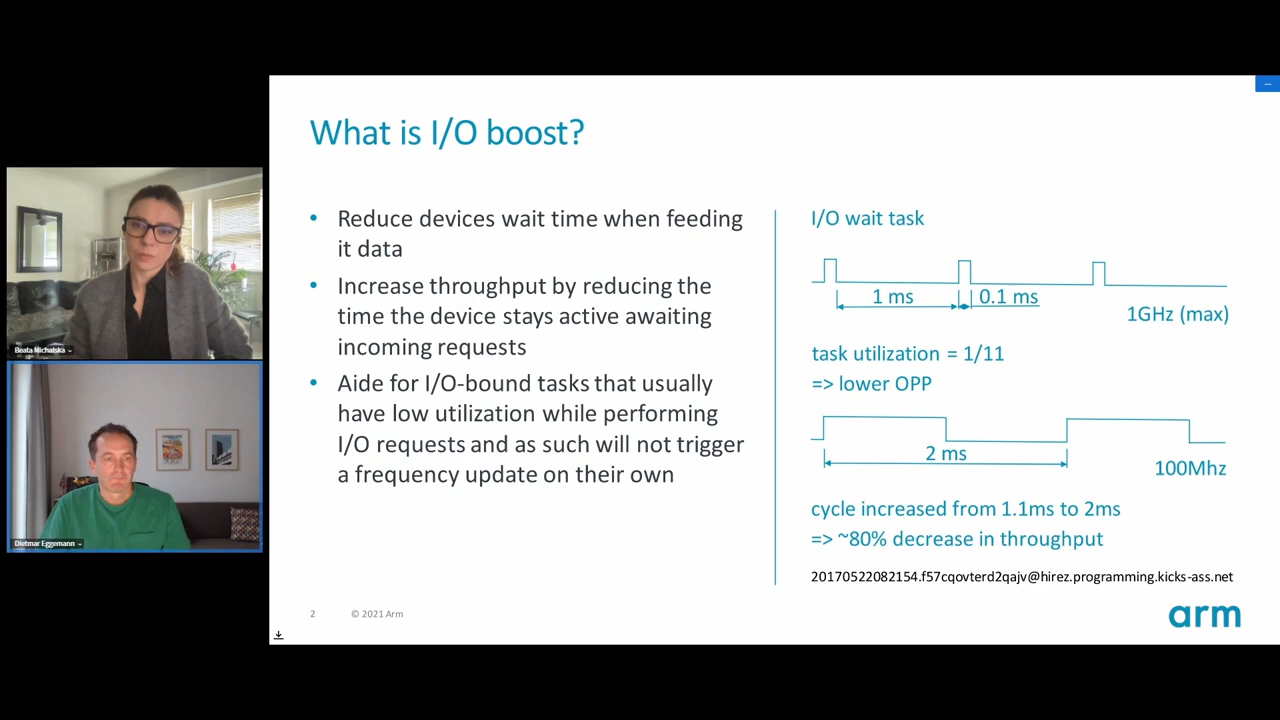 What is I/O boost?
• Reduce devices wait time when feeding
it data
• Increase throughput by reducing the
time the device stays active awaiting
incoming requests
• Aide for I/O-bound tasks that usually
have low utilization while performing
I/O requests and as such will not trigger
a frequency update on their own
I/O wait task
1 ms
0.1 ms
1GHz (max)
task utilization = 1/11
=> lower OPP
2 ms
100Mhz
cycle increased from 1.1ms to 2ms
=> ~80% decrease in throughput
20170522082154.f57cqovterd2qajv@hirez.programming.kicks-ass.net
2
© 2021 Arm
arm
Beata Michalska
Dietmar Eggemann